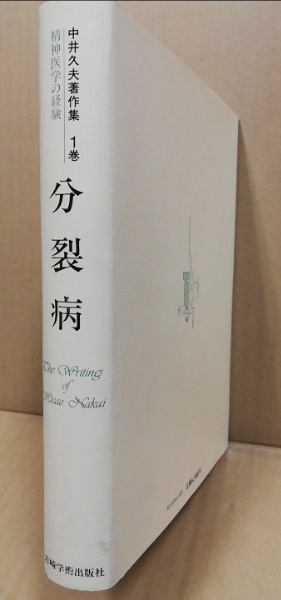 中井久夫著作集 1巻
精神医学の経験
分裂病
The Writings
of
Hisao Nakai
岩崎学術出版社